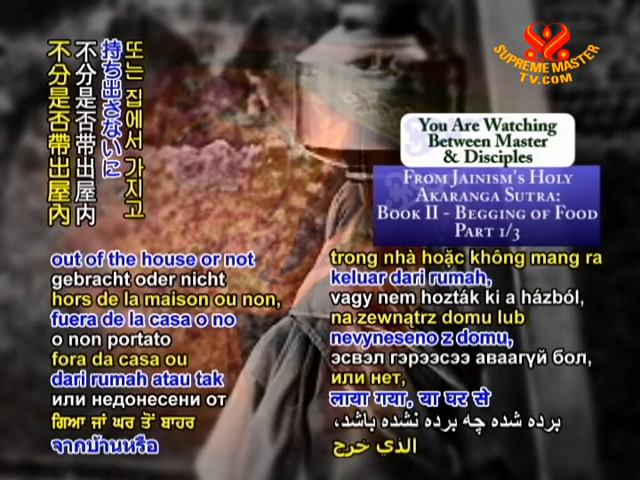 SUPREME MASTER
TV.COM
You Are Watching
Between Master
& Disciples
From Jainism's Holy
Akaranga Sutra:
Book II - Begging of Food
Part 1/3
또는 집에서 가지고
持ち出さないに
不分是否带出屋内
不分是否帶出屋內
out of the house or not
gebracht oder nicht
hors de la maison ou non,
fuera de la casa o no
o non portato
fora da casa ou
dari rumah atau tak
или недонесени от
ਗਿਆ ਜਾਂ ਘਰ ਤੋਂ ਬਾਹਰ
จากบ้านหรือ
trong nhà hoặc không mang ra
keluar dari rumah,
vagy nem hozták ki a házból,
na zewnątrz domu lub
nevyneseno z domu,
эсвэл гэрээсээ аваагүй бол,
или нет,
लाया गया, या घर से
برده شده چه برده نشده باشد،
الذي خرج